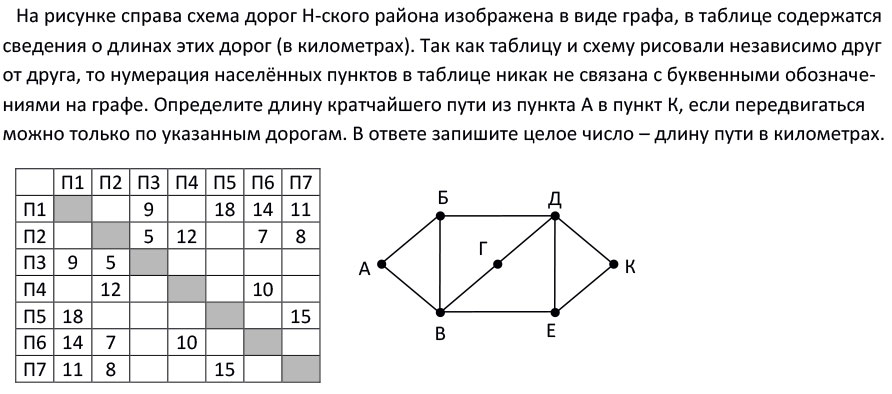 На рисунке справа схема дорог Н-ского района изображена в виде графа, в таблице содержатся
сведения о длинах этих дорог (в километрах). Так как таблицу и схему рисовали независимо друг
от друга, то нумерация населённых пунктов в таблице никак не связана с буквенными обозначе-
ниями на графе. Определите длину кратчайшего пути из пункта А в пункт К, если передвигаться
можно только по указанным дорогам. В ответе запишите целое число – длину пути в километрах.
П1 П2 П3 П4 П5 П6 П7
П1 9 18 14 11
П2 5 12 7 8
П3 9 5
П4 12 10
П5 18 15
П6 14 7 10
П7 11 8 15
Б Д
А Г К
В Е